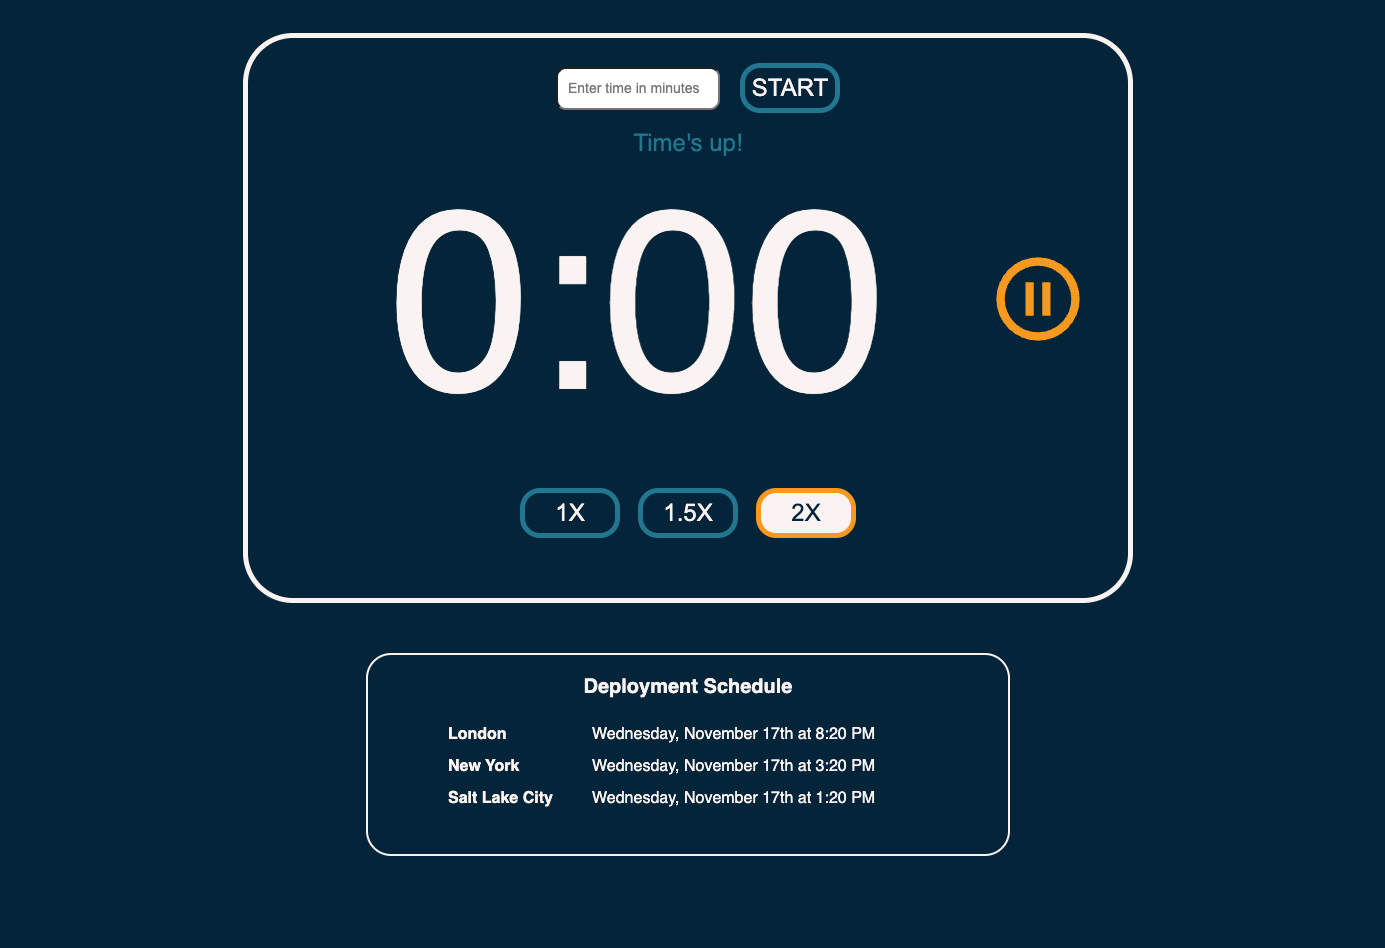 Enter time in minutes START
Time's up!
0:00
1X 1.5X 2X
Deployment Schedule
London Wednesday, November 17th at 8:20 PM
New York Wednesday, November 17th at 3:20 PM
Salt Lake City Wednesday, November 17th at 1:20 PM